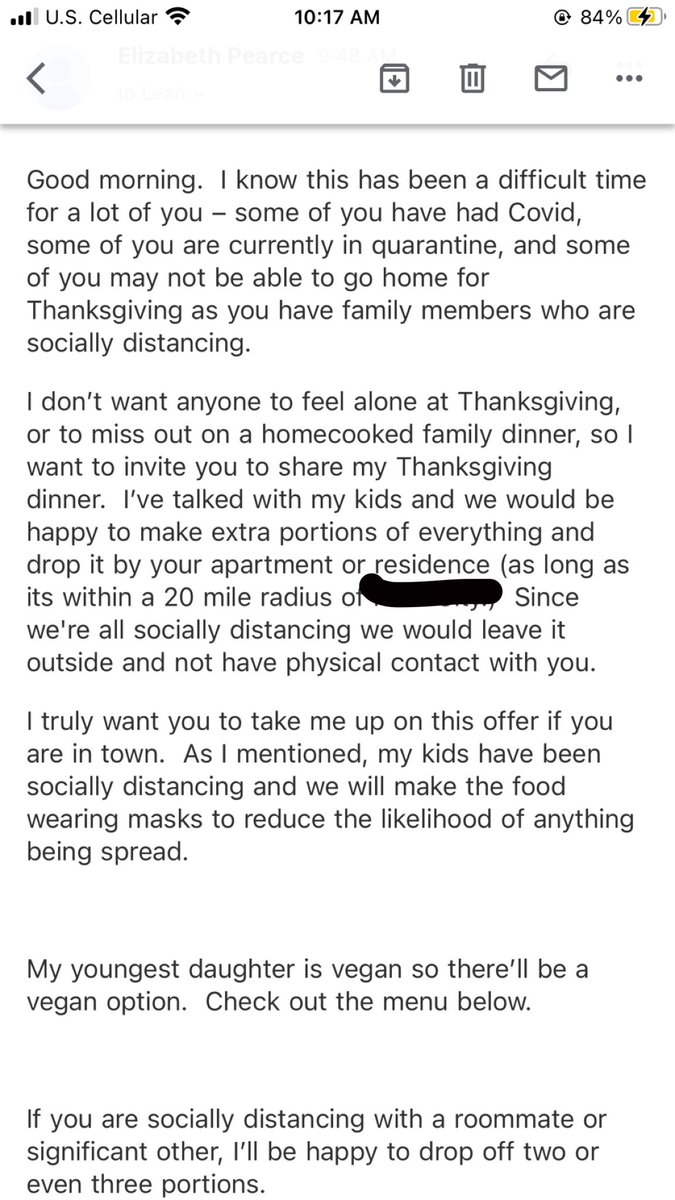 U.S. Cellular 10:17 AM 84%
Elizabeth Pearce 9:48 AM
to Leah
Good morning.  I know this has been a difficult time
for a lot of you – some of you have had Covid,
some of you are currently in quarantine, and some
of you may not be able to go home for
Thanksgiving as you have family members who are
socially distancing.
I don’t want anyone to feel alone at Thanksgiving,
or to miss out on a homecooked family dinner, so I
want to invite you to share my Thanksgiving
dinner.  I’ve talked with my kids and we would be
happy to make extra portions of everything and
drop it by your apartment or residence (as long as
its within a 20 mile radius of Since
we're all socially distancing we would leave it
outside and not have physical contact with you.
I truly want you to take me up on this offer if you
are in town.  As I mentioned, my kids have been
socially distancing and we will make the food
wearing masks to reduce the likelihood of anything
being spread.
My youngest daughter is vegan so there’ll be a
vegan option.  Check out the menu below.
If you are socially distancing with a roommate or
significant other, I’ll be happy to drop off two or
even three portions.